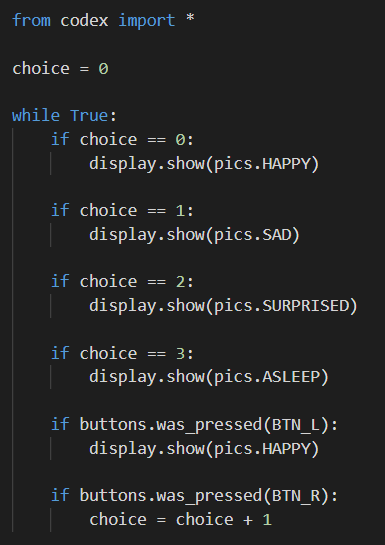 from codex import *
choice = 0
while True:
if choice == 0:
display.show(pics.HAPPY)
if choice == 1:
display.show(pics.SAD)
if choice == 2:
display.show(pics.SURPRISED)
if choice == 3:
display.show(pics.ASLEEP)
if buttons.was_pressed(BTN_L):
display.show(pics.HAPPY)
if buttons.was_pressed(BTN_R):
choice = choice + 1